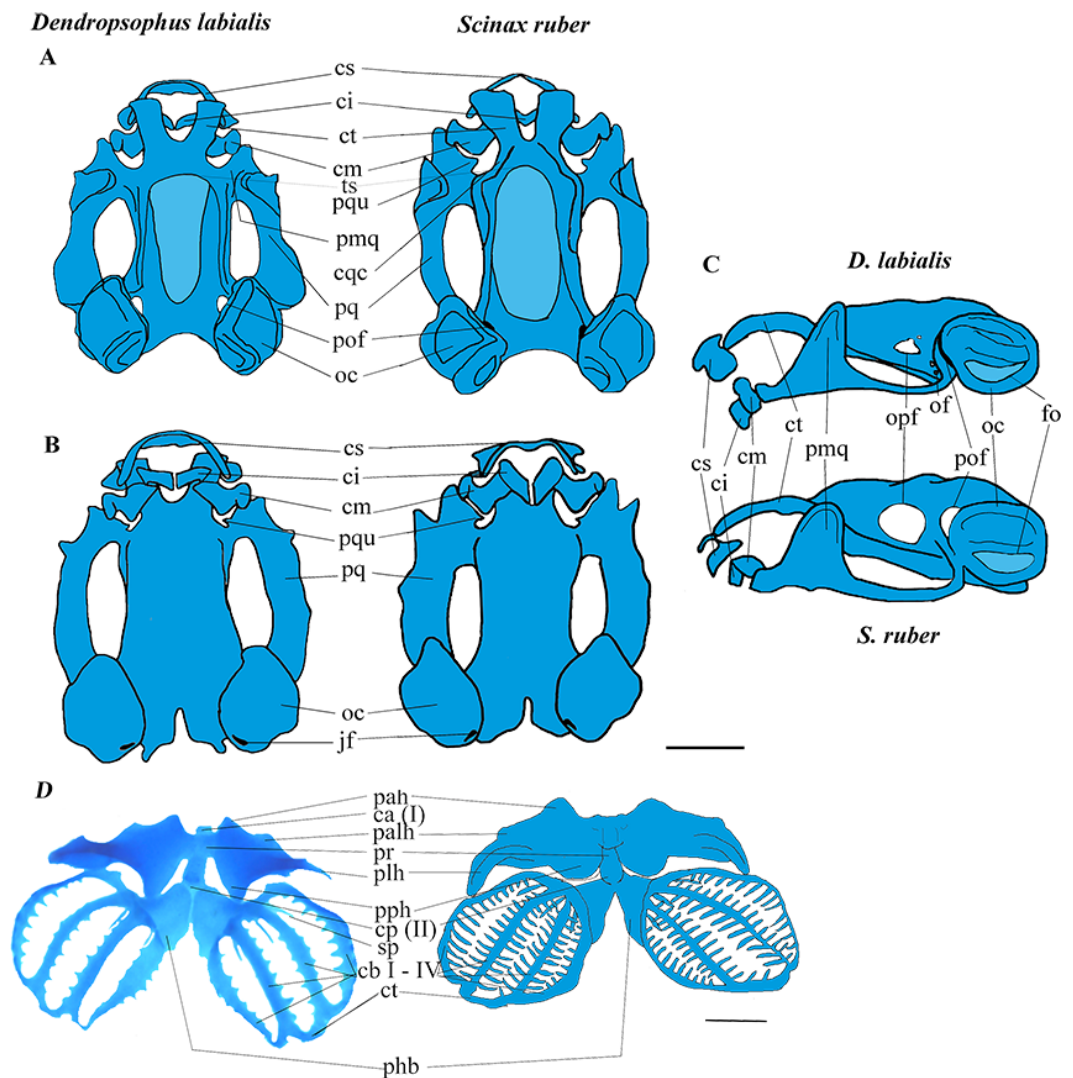 Dendropsophus labialis
Scinax ruber
A
cs
ci
ct
cm
ts
pqu
pmq
cqc
pq
pof
oc
B
cs
ci
cm
pqu
pq
oc
jf
C
D. labialis
cs
ci
cm
ct
pmq
opf
of
pof
oc
fo
S. ruber
D
pah
ca (I)
palh
pr
plh
pph
cp (II)
sp
cb I - IV
ct
phb